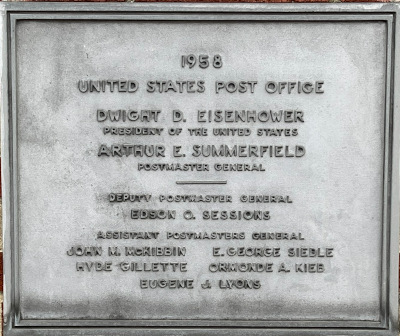 1958
UNITED STATES POST OFFICE
DWIGHT D. EISENHOWER
PRESIDENT OF THE UNITED STATES
ARTHUR E. SUMMERFIELD
POSTMASTER GENERAL
DEPUTY POSTMASTER GENERAL
EDSON O. SESSIONS
ASSISTANT POSTMASTERS GENERAL
JOHN M. McKIBBIN E. GEORGE SIEDLE
HYDE GILLETTE ORMONDE A. KIEB
EUGENE J. LYONS